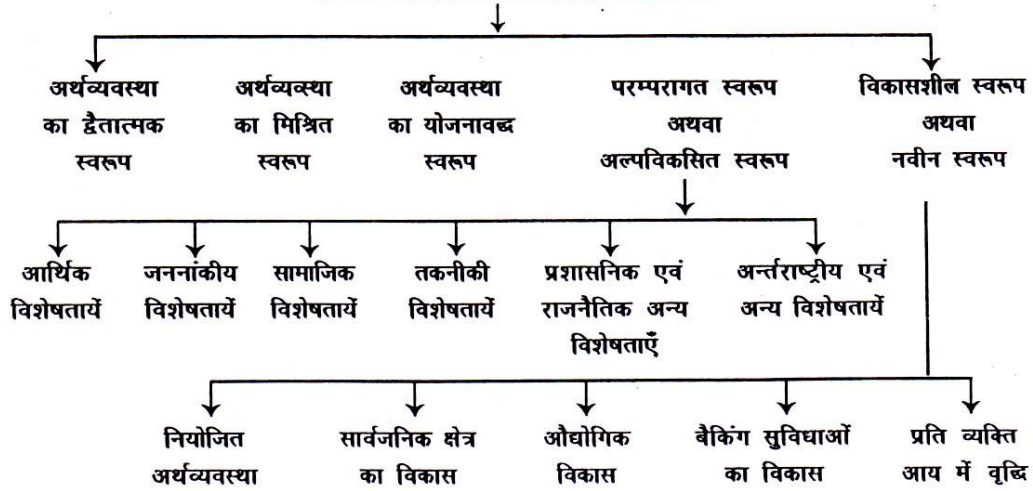 अर्थव्यवस्था
का द्वैतात्मक
स्वरूप
अर्थव्यव्स्था
का मिश्रित
स्वरूप
अर्थव्यवस्था
का योजनावद्ध
स्वरूप
परम्परागत स्वरूप
अथवा
अल्पविकसित स्वरूप
विकासशील स्वरूप
अथवा
नवीन स्वरूप
आर्थिक
विशेषतायें
जननांकीय
विशेषतायें
सामाजिक
विशेषतायें
तकनीकी
विशेषतायें
प्रशासनिक एवं
राजनैतिक अन्य
विशेषताएँ
अर्न्तराष्ट्रीय एवं
अन्य विशेषतायें
नियोजित
अर्थव्यवस्था
सार्वजनिक क्षेत्र
का विकास
औधोगिक
विकास
बैकिंग सुविधाओं
का विकास
प्रति व्यक्ति
आय में वृद्धि